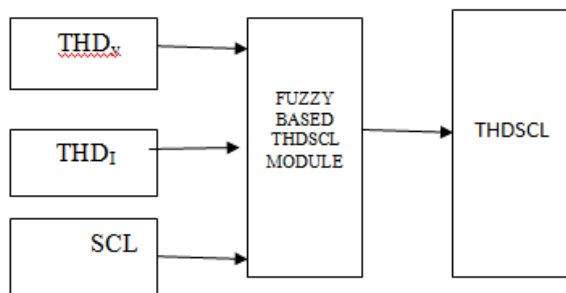 THDv
THDI
SCL
FUZZY
BASED
THDSCL
MODULE
THDSCL